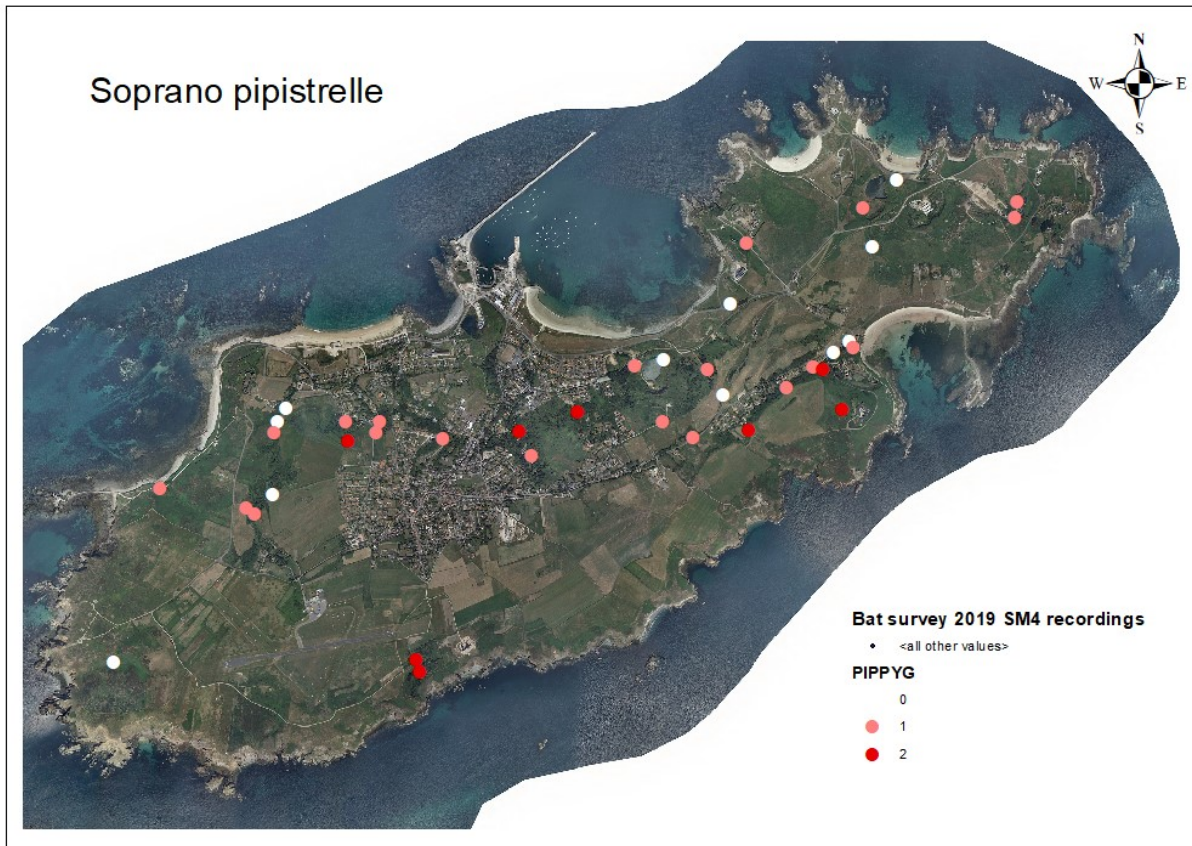 Soprano pipistrelle
N
W E
S
Bat survey 2019 SM4 recordings
<all other values>
PIPPYG
0
1
2